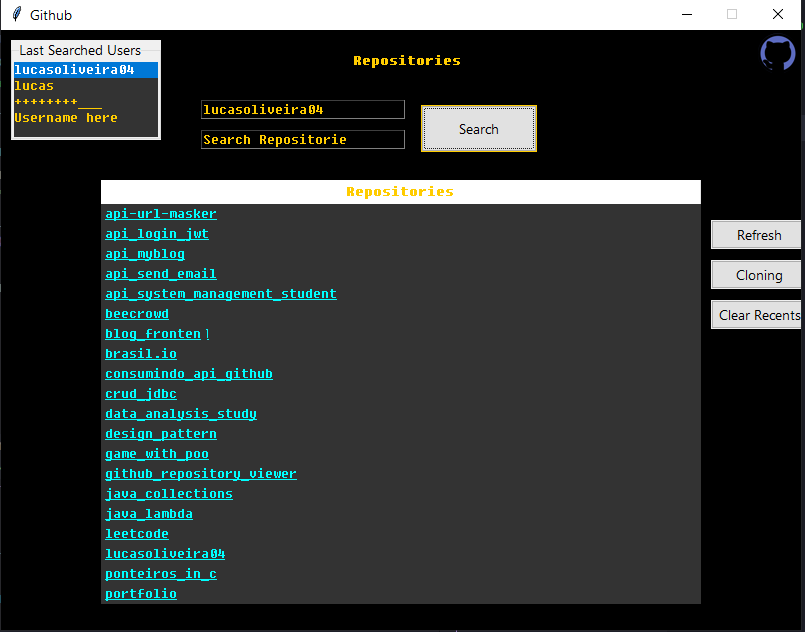 Github
Last Searched Users
lucasoliveira04
lucas
++++++++___
Username here
Repositories
lucasoliveira04
Search Repositorie
Search
Repositories
api-url-masker
api_login_jwt
api_myblog
api_send_email
api_system_management_student
beecrowd
blog_fronten
brasil.io
consumindo_api_github
crud_jdbc
data_analysis_study
design_pattern
game_with_poo
github_repository_viewer
java_collections
java_lambda
leetcode
lucasoliveira04
ponteiros_in_c
portfolio
Refresh
Cloning
Clear Recents